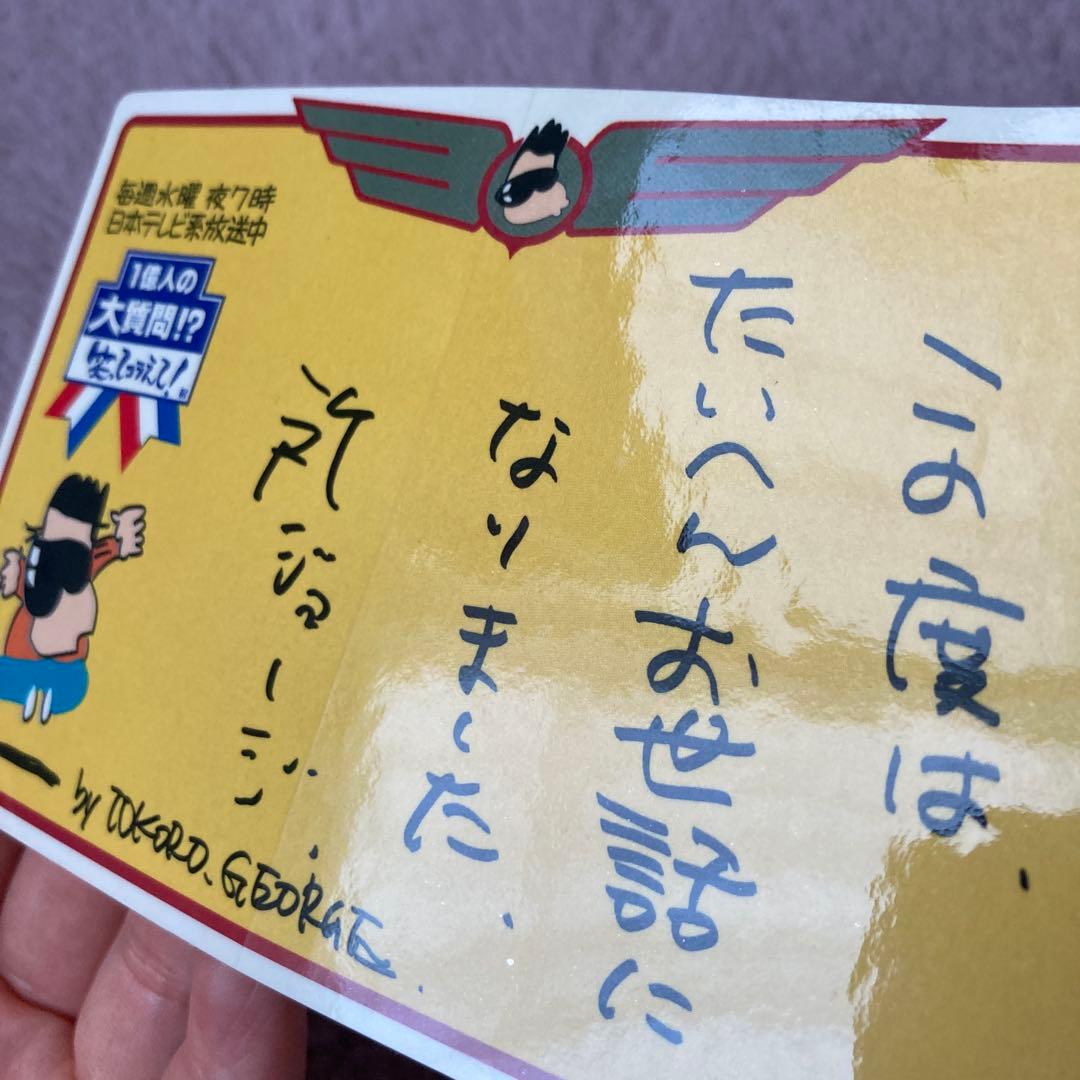 毎週水曜 夜7時
日本テレビ系放送中
1億人の
大質問!?
笑ってコラえて!
この度は
たいへんお世話に
なりました.
所ジョージ.
by TOKORO.GEORGE.